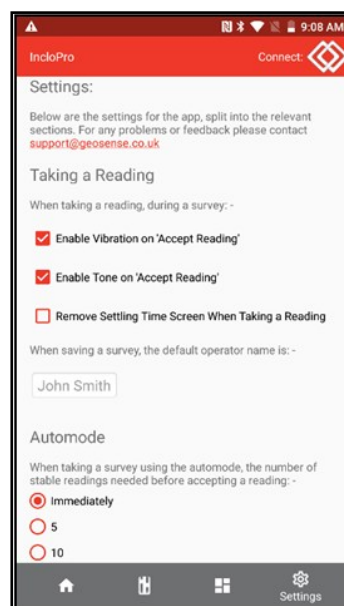 9:08 AM
IncloPro
Connect:
Settings:
Below are the settings for the app, split into the relevant
sections. For any problems or feedback please contact
support@geosense.co.uk
Taking a Reading
When taking a reading, during a survey: -
Enable Vibration on 'Accept Reading'
Enable Tone on 'Accept Reading'
Remove Settling Time Screen When Taking a Reading
When saving a survey, the default operator name is: -
John Smith
Automode
When taking a survey using the automode, the number of
stable readings needed before accepting a reading: -
Immediately
5
10
Settings